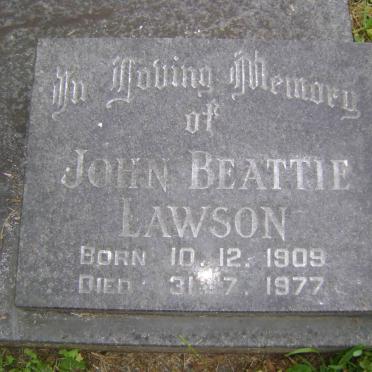 In Loving Memory
of
JOHN BEATTIE
LAWSON
BORN 10. 12. 1909
DIED 31. 7. 1977